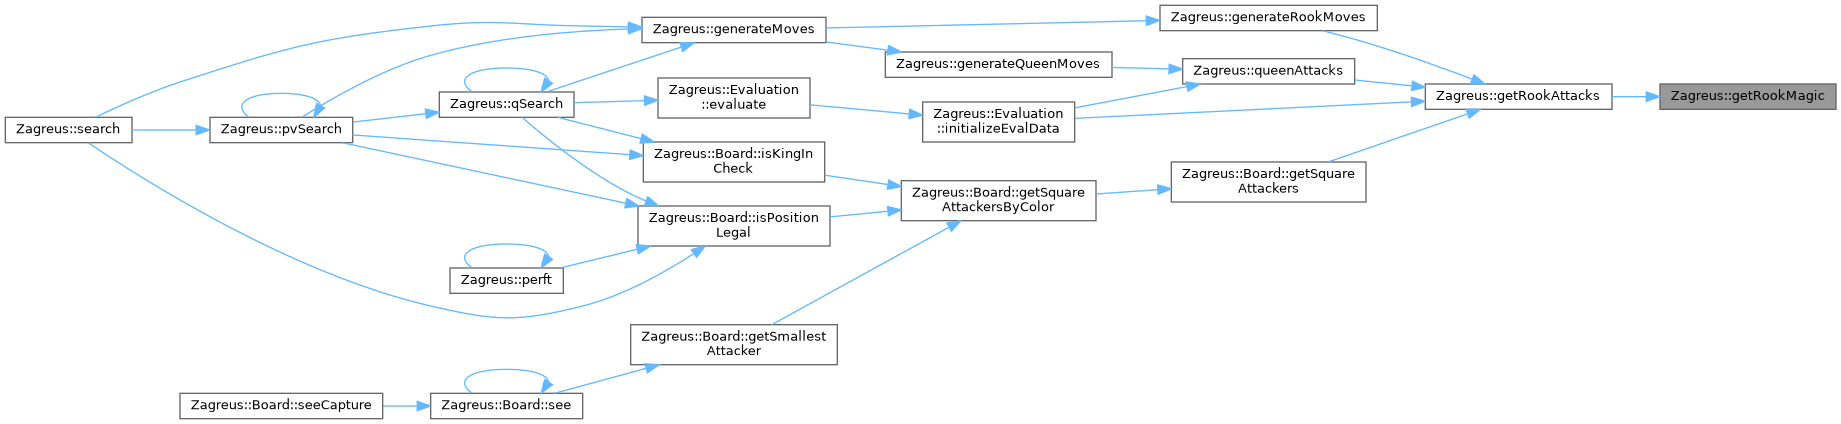 Zagreus::search
Zagreus::pvSearch
Zagreus::qSearch
Zagreus::generateMoves
Zagreus::Evaluation
::evaluate
Zagreus::Board::isKingIn
Check
Zagreus::Board::isPosition
Legal
Zagreus::perft
Zagreus::Board::getSmallest
Attacker
Zagreus::Board::see
Zagreus::Board::seeCapture
Zagreus::generateQueenMoves
Zagreus::Evaluation
::initializeEvalData
Zagreus::Board::getSquare
AttackersByColor
Zagreus::generateRookMoves
Zagreus::queenAttacks
Zagreus::Board::getSquare
Attackers
Zagreus::getRookAttacks
Zagreus::getRookMagic